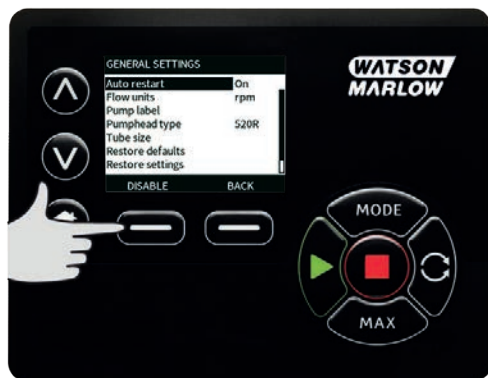 GENERAL SETTINGS
Auto restart On
Flow units rpm
Pump label
Pumphead type 520R
Tube size
Restore defaults
Restore settings
DISABLE BACK
WATSON
MARLOW
MODE
MAX